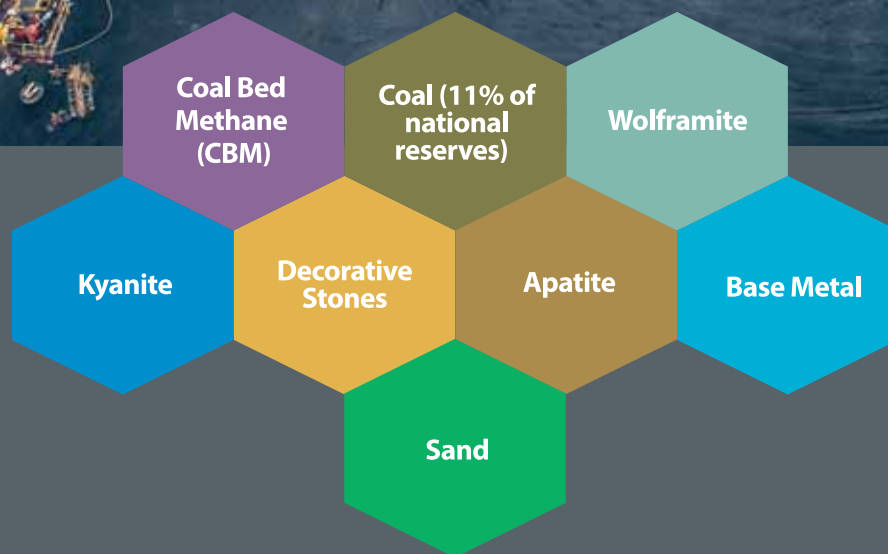 Coal Bed
Methane
(CBM)
Coal (11% of
national
reserves)
Wolframite
Kyanite
Decorative
Stones
Apatite
Base Metal
Sand